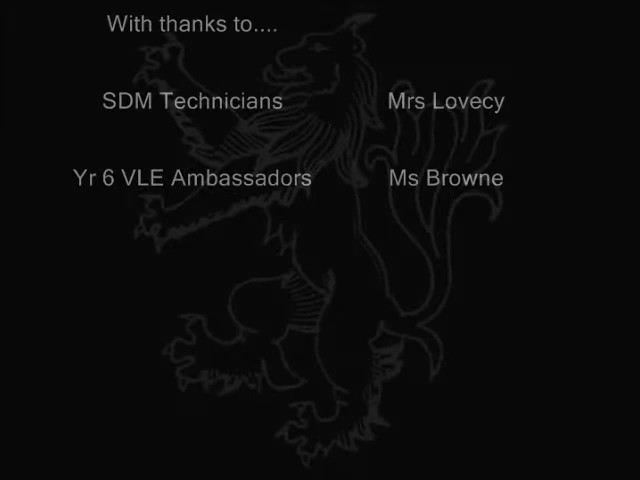 With thanks to....
SDM Technicians
Mrs Lovecy
Yr 6 VLE Ambassadors
Ms Browne